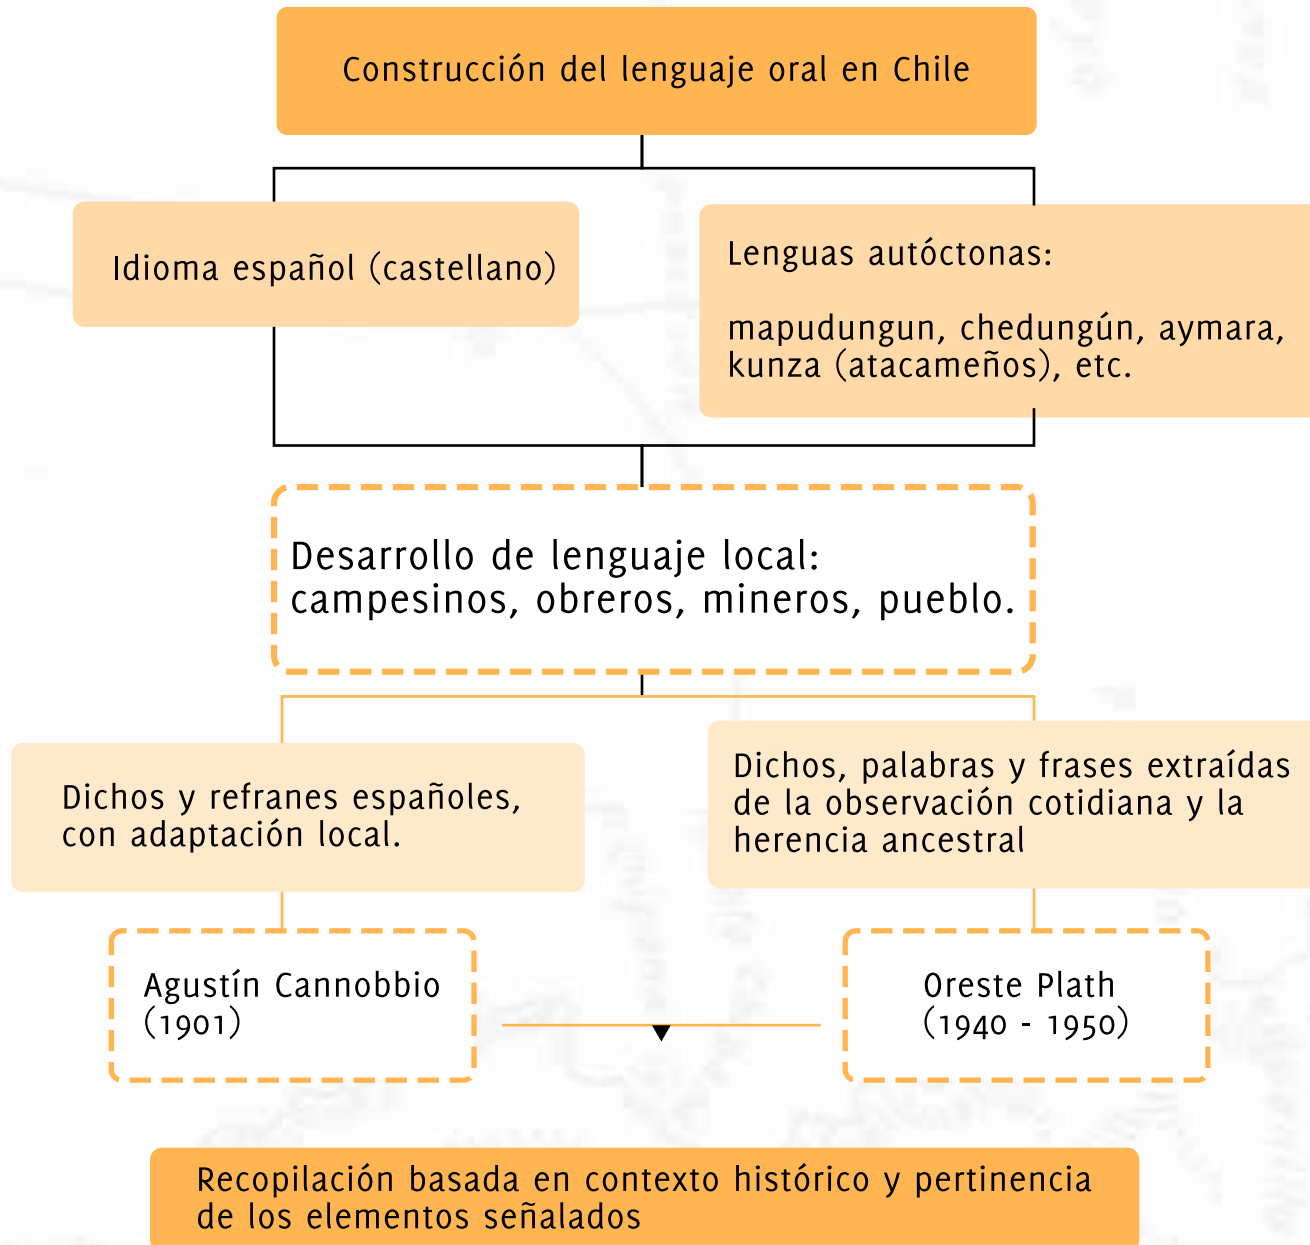 Construcción del lenguaje oral en Chile
Idioma español (castellano)
Lenguas autóctonas:
mapudungun, chedungún, aymara,
kunza (atacameños), etc.
Desarrollo de lenguaje local:
campesinos, obreros, mineros, pueblo.
Dichos y refranes españoles,
con adaptación local.
Dichos, palabras y frases extraídas
de la observación cotidiana y la
herencia ancestral
Agustín Cannobbio
(1901)
Oreste Plath
(1940 - 1950)
Recopilación basada en contexto histórico y pertinencia
de los elementos señalados